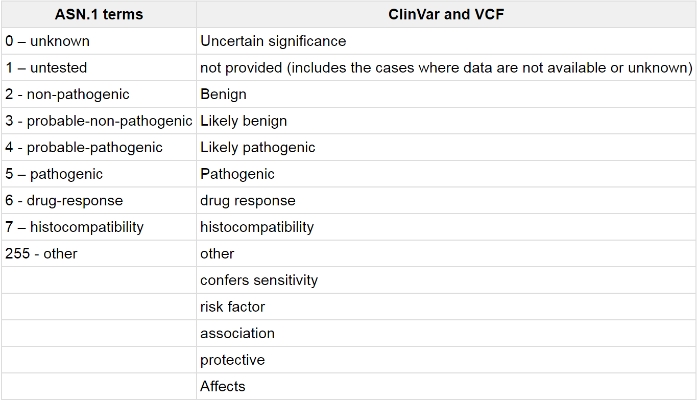 ASN.1 terms ClinVar and VCF
0 – unknown Uncertain significance
1 – untested not provided (includes the cases where data are not available or unknown)
2 - non-pathogenic Benign
3 - probable-non-pathogenic Likely benign
4 - probable-pathogenic Likely pathogenic
5 – pathogenic Pathogenic
6 - drug-response drug response
7 – histocompatibility histocompatibility
255 - other other
confers sensitivity
risk factor
association
protective
Affects